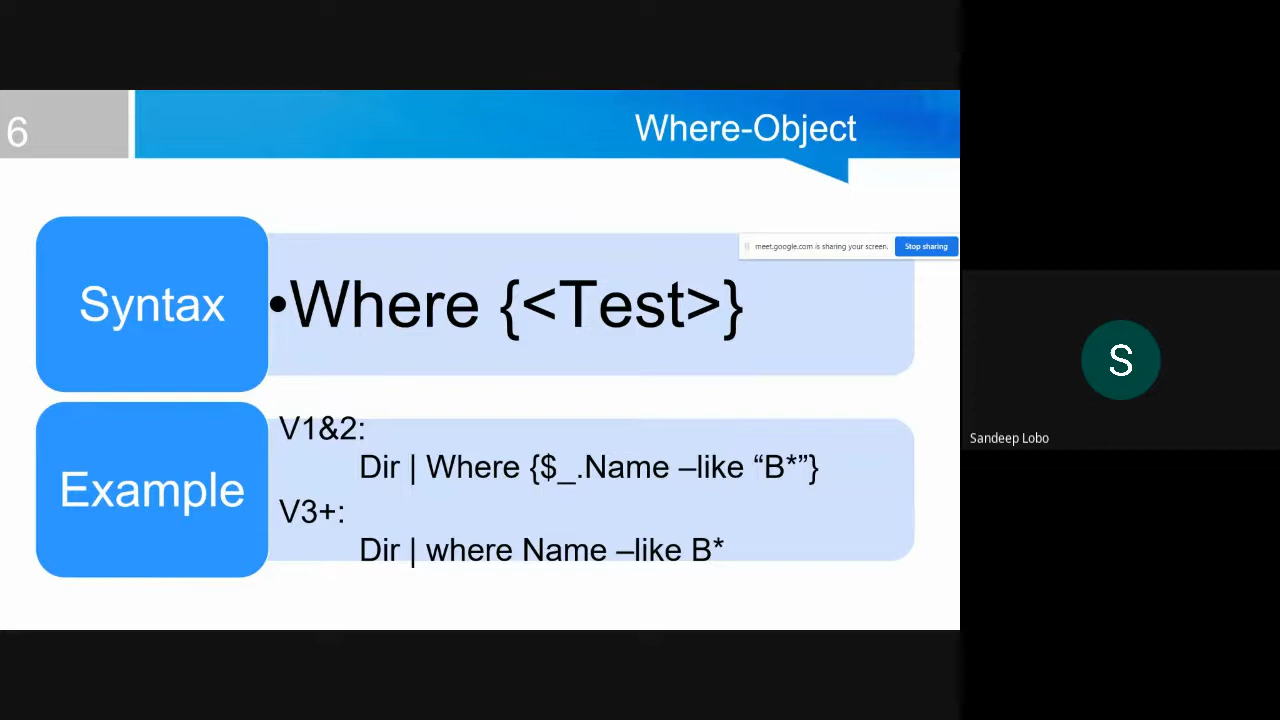 6
Where-Object
meet.google.com is sharing your screen.
Stop sharing
Syntax
•Where {<Test>}
Example
V1&2:
Dir | Where {$_.Name –like “B*”}
V3+:
Dir | where Name –like B*
S
Sandeep Lobo